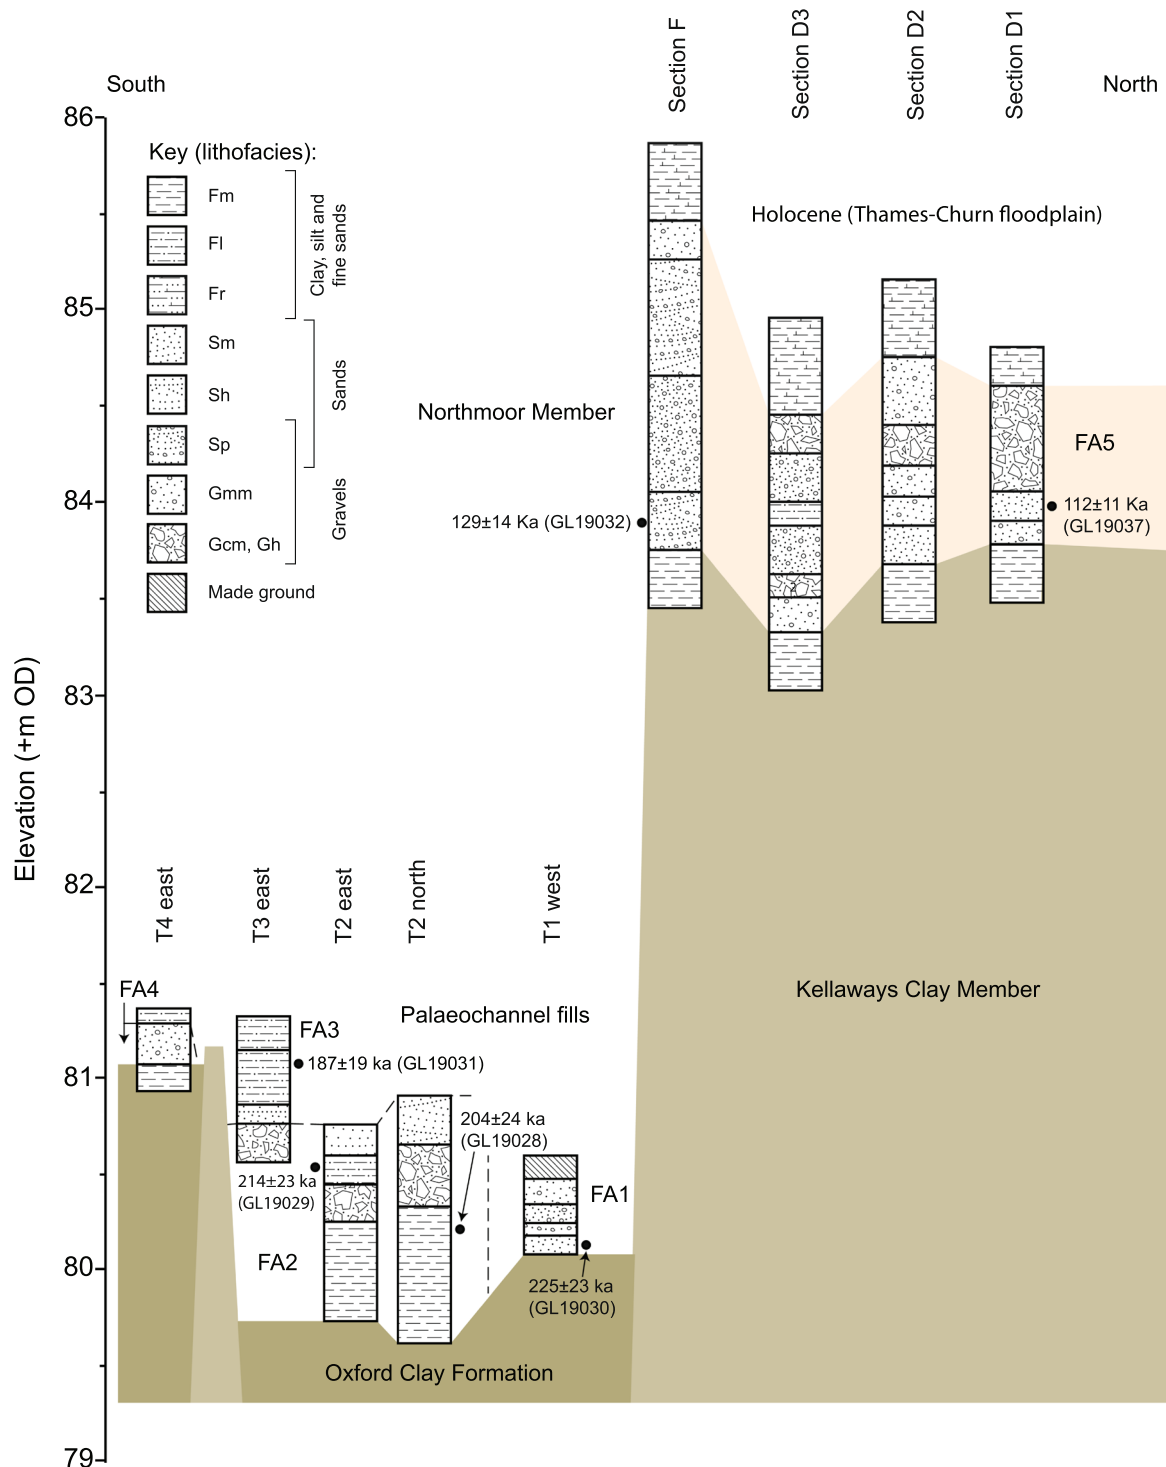 Section F
Section D3
Section D2
Section D1
South
North
86
Key (lithofacies):
Fm
Fl
Fr
Clay, silt and
fine sands
Sm
Sh
Sp
Sands
Gmm
Gcm, Gh
Gravels
Made ground
Holocene (Thames-Churn floodplain)
85
Northmoor Member
FA5
84
129±14 Ka (GL19032)
112±11 Ka
(GL19037)
83
Elevation (+m OD)
82
T4 east
T3 east
T2 east
T2 north
T1 west
FA4
Kellaways Clay Member
Palaeochannel fills
FA3
81
187±19 ka (GL19031)
204±24 ka
(GL19028)
214±23 ka
(GL19029)
FA1
FA2
80
225±23 ka
(GL19030)
Oxford Clay Formation
79